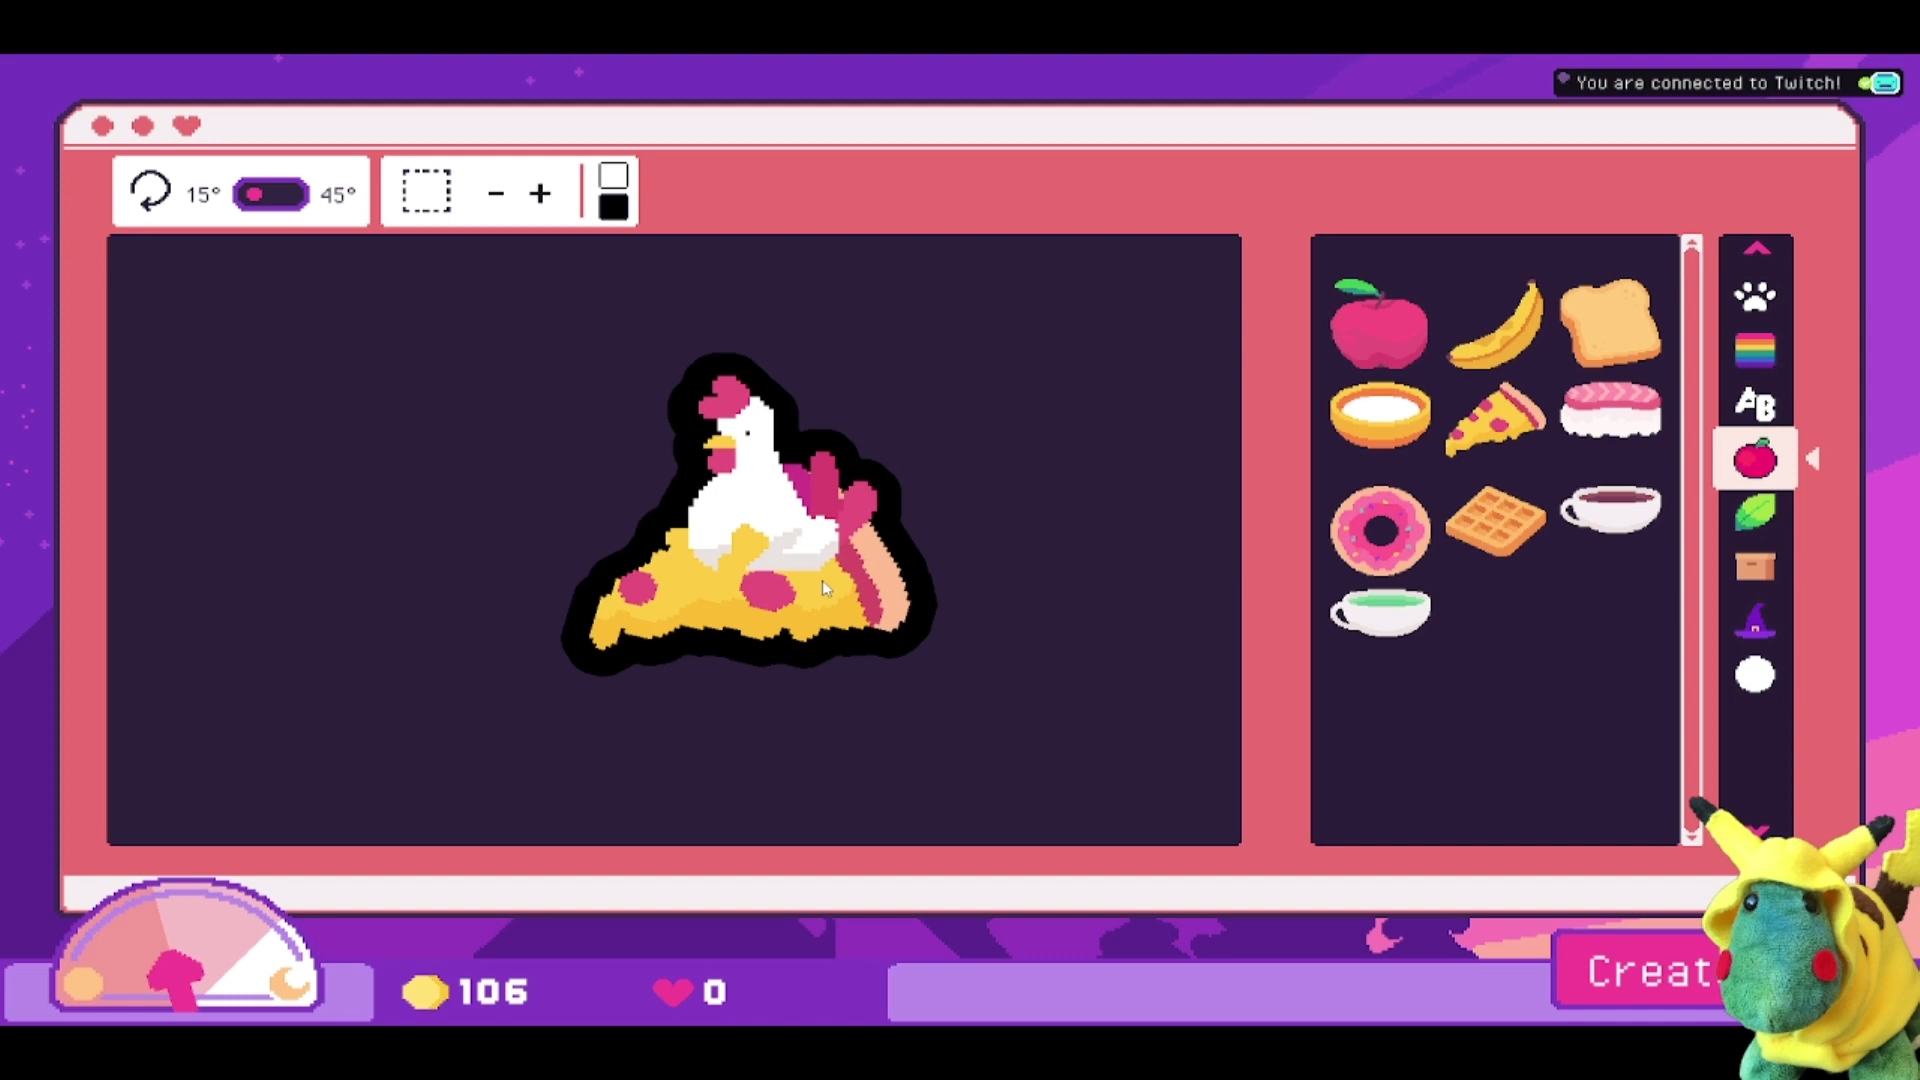 You are connected to Twitch!
15° 45°
- +
AB
106 0
Creat